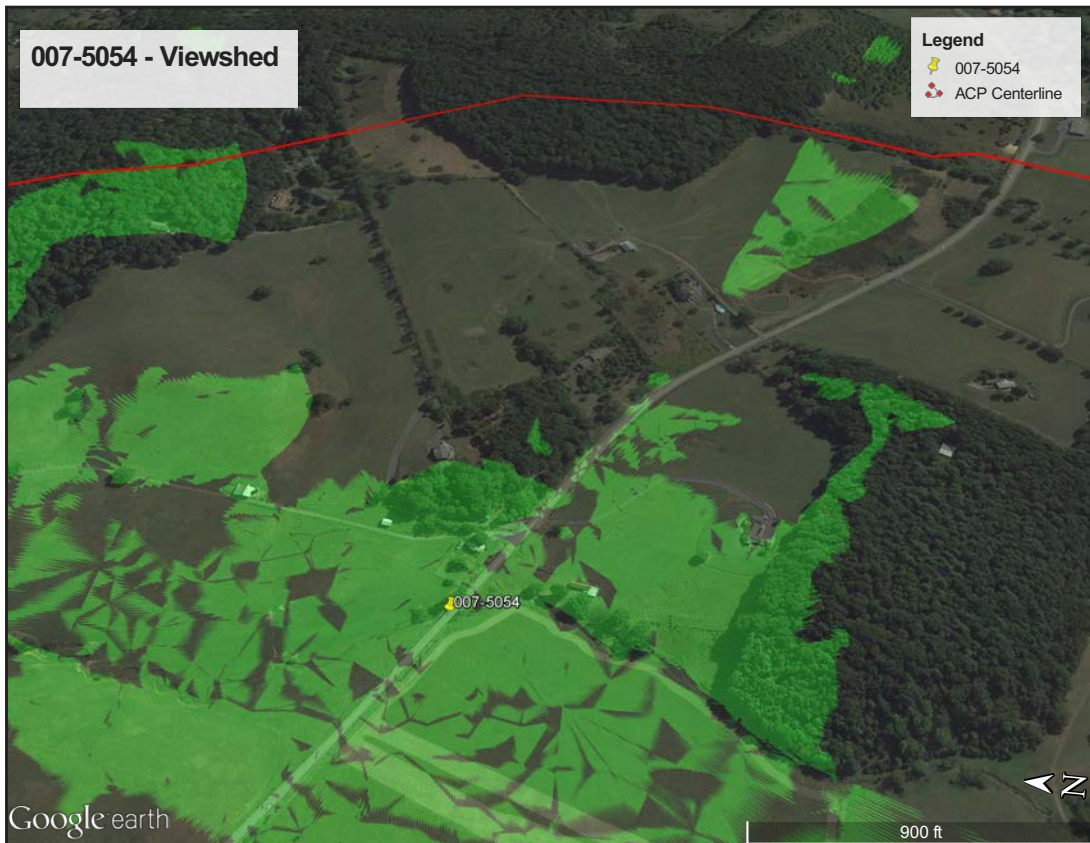 007-5054 - Viewshed
Legend
007-5054
ACP Centerline
007-5054
N
Google earth
900 ft